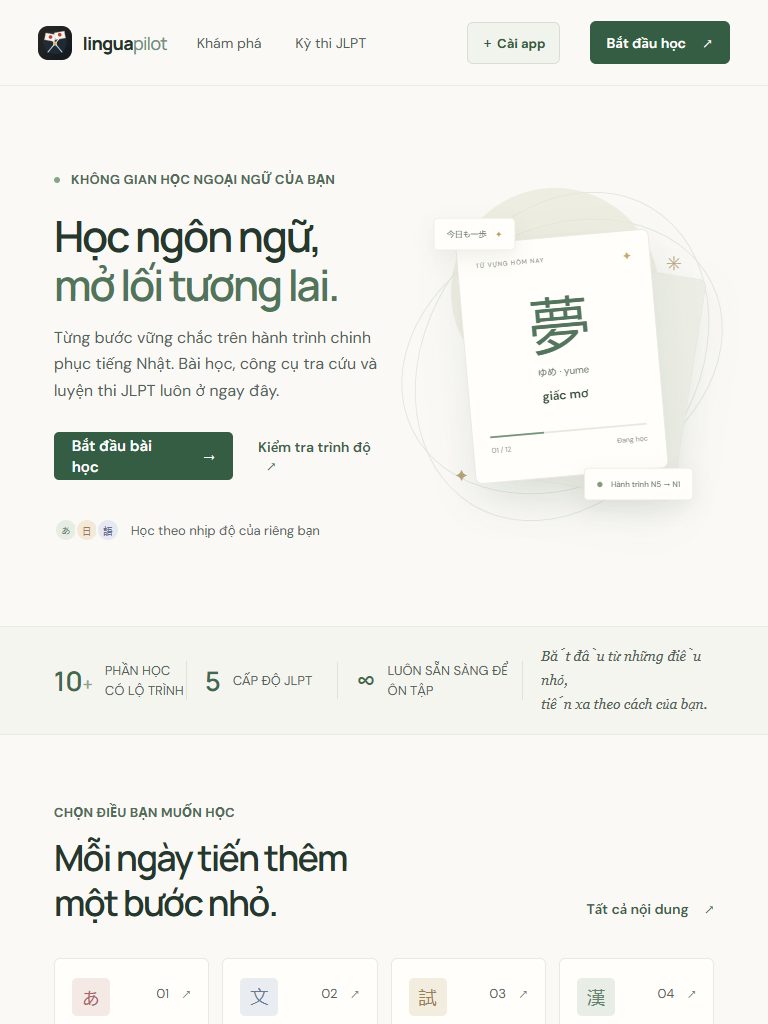 linguapilot
Khám phá
Kỳ thi JLPT
+ Cài app
Bắt đầu học ↗
KHÔNG GIAN HỌC NGOẠI NGỮ CỦA BẠN
Học ngôn ngữ,
mở lối tương lai.
Từng bước vững chắc trên hành trình chinh
phục tiếng Nhật. Bài học, công cụ tra cứu và
luyện thi JLPT luôn ở ngay đây.
Bắt đầu bài
học →
Kiểm tra trình độ
↗
あ 日 語 Học theo nhịp độ của riêng bạn
今日も一歩 ✦
TỪ VỰNG HÔM NAY ✦
夢
ゆめ · yume
giấc mơ
01 / 12
Đang học
Hành trình N5 → N1
10+
PHẦN HỌC
CÓ LỘ TRÌNH
5 CẤP ĐỘ JLPT
∞
LUÔN SẴN SÀNG ĐỂ
ÔN TẬP
Bắt đầu từ những điều
nhỏ,
tiến xa theo cách của bạn.
CHỌN ĐIỀU BẠN MUỐN HỌC
Mỗi ngày tiến thêm
một bước nhỏ.
Tất cả nội dung ↗
あ 01 ↗
文 02 ↗
試 03 ↗
漢 04 ↗